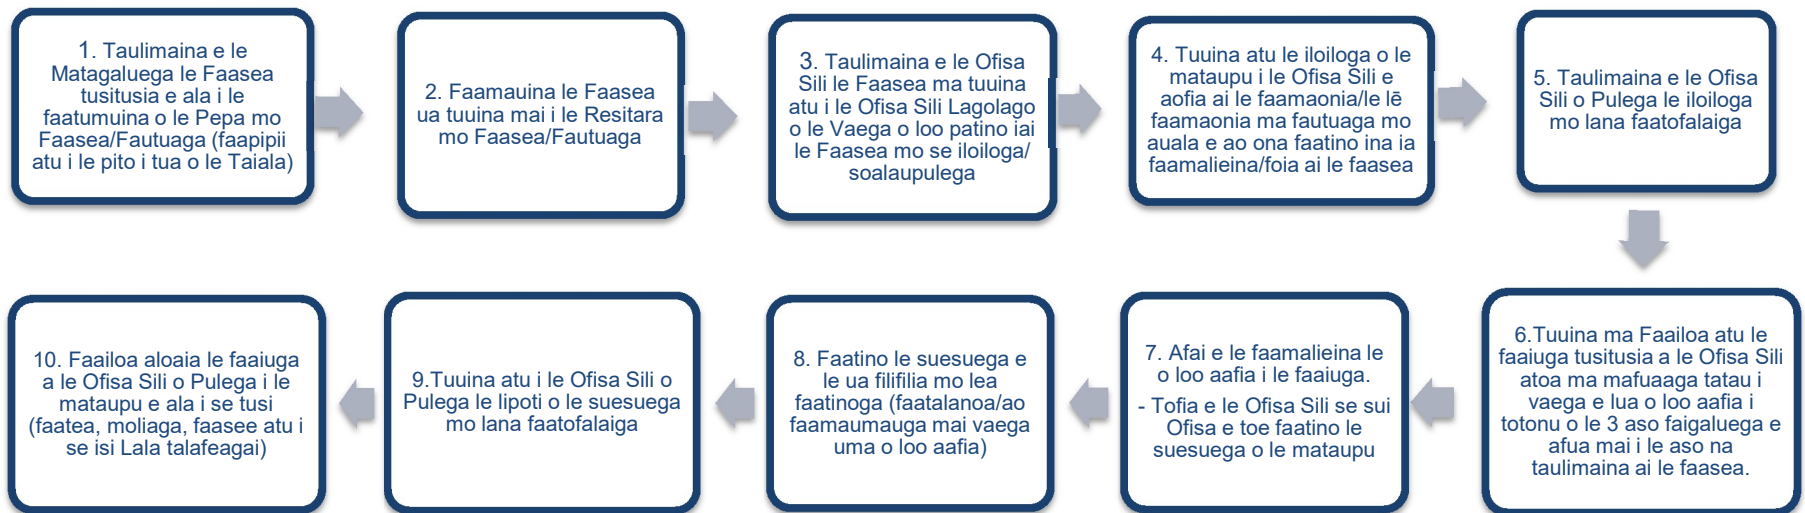 1. Taulimaina e le
Matagaluega le Faasea
tusitusia e ala i le
faatumuina o le Pepa mo
Faasea/Fautuaga (faapipii
atu i le pito i tua o le Taiala)
2. Faamauina le Faasea
ua tuuina mai i le Resitara
mo Faasea/Fautuaga
3. Taulimaina e le Ofisa
Sili le Faasea ma tuuina
atu i le Ofisa Sili Lagolago
o le Vaega o loo patino iai
le Faasea mo se iloiloga/
soalaupulega
4. Tuuina atu le iloiloga o le
mataupu i le Ofisa Sili e
aofia ai le faamaonia/le lē
faamaonia ma fautuaga mo
auala e ao ona faatino ina ia
faamalieina/foia ai le faasea
5. Taulimaina e le Ofisa
Sili o Pulega le iloiloga
mo lana faatofalaiga
6.Tuuina ma Faailoa atu le
faaiuga tusitusia a le Ofisa Sili
atoa ma mafuaaga tatau i
vaega e lua o loo aafia i
totonu o le 3 aso faigaluega e
afua mai i le aso na
taulimaina ai le faasea.
7. Afai e le faamalieina le
o loo aafia i le faaiuga.
- Tofia e le Ofisa Sili se sui
Ofisa e toe faatino le
suesuega o le mataupu
8. Faatino le suesuega e
le ua filifilia mo lea
faatinoga (faatalanoa/ao
faamaumauga mai vaega
uma o loo aafia)
9.Tuuina atu i le Ofisa Sili o
Pulega le lipoti o le suesuega
mo lana faatofalaiga
10. Faailoa aloaia le faaiuga
a le Ofisa Sili o Pulega i le
mataupu e ala i se tusi
(faatea, moliaga, faasee atu i
se isi Lala talafeagai)